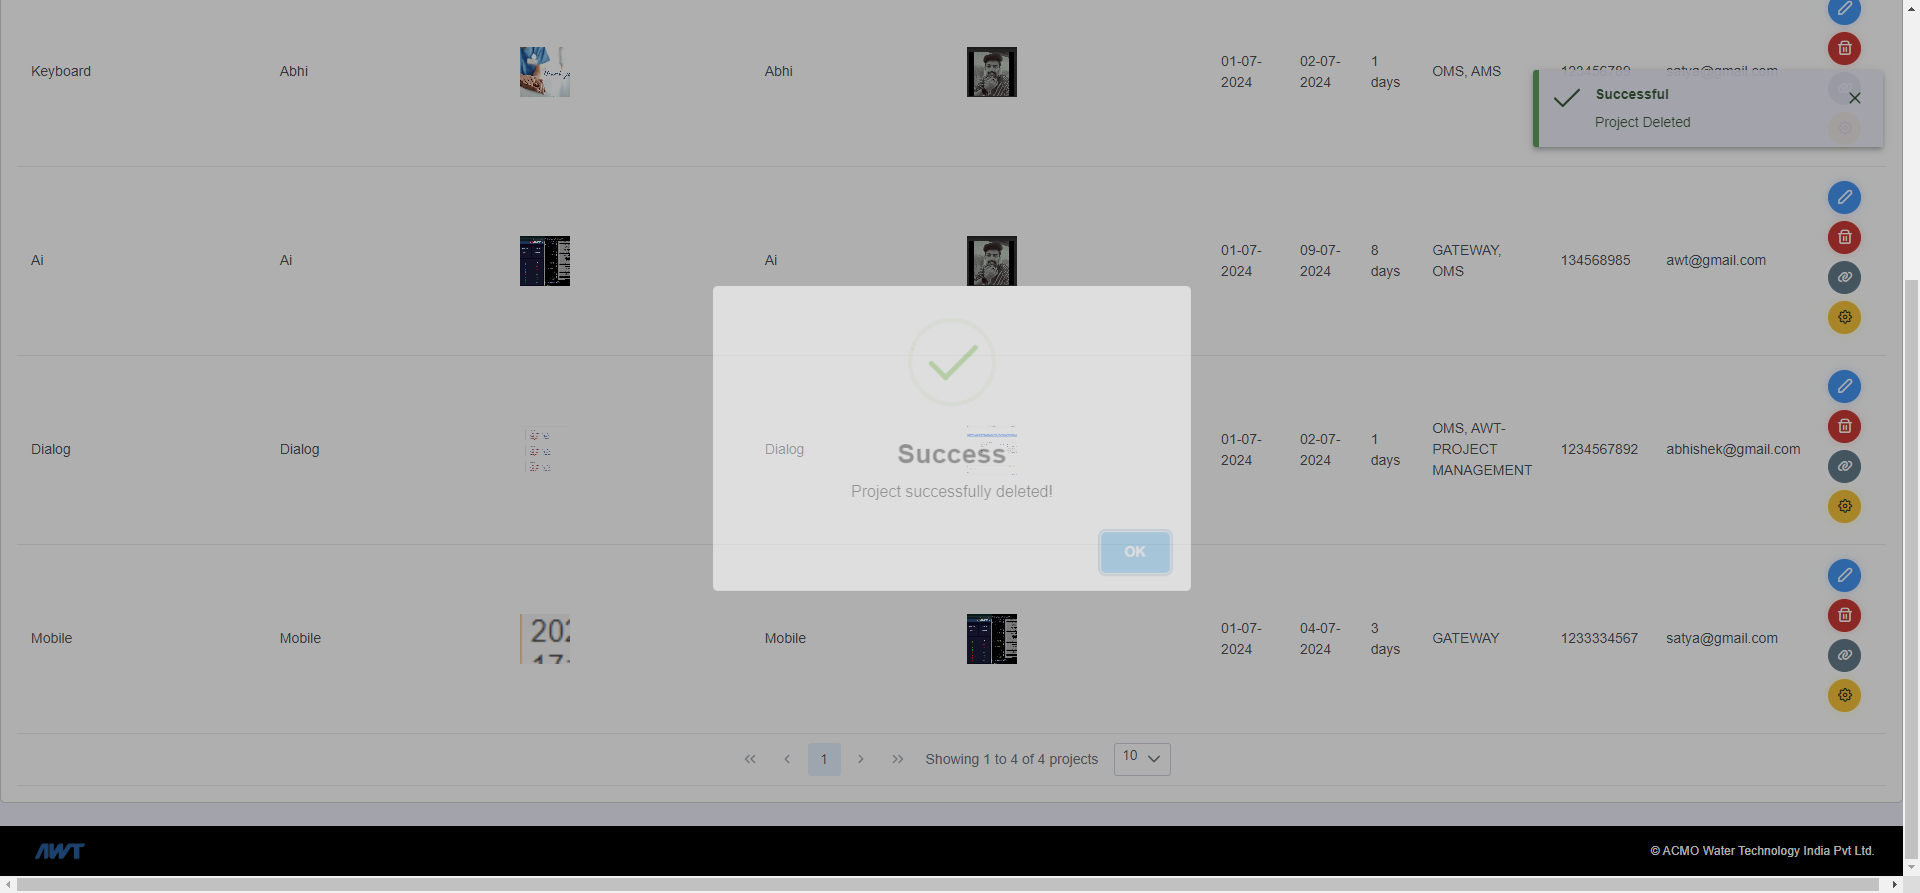 Keyboard Abhi Abhi 01-07-2024 02-07-2024 1 days OMS, AMS 123456789 satya@gmail.com
Successful
Project Deleted
Ai Ai Ai 01-07-2024 09-07-2024 8 days GATEWAY, OMS 134568985 awt@gmail.com
Dialog Dialog Dialog 01-07-2024 02-07-2024 1 days OMS, AWT-PROJECT MANAGEMENT 1234567892 abhishek@gmail.com
Success
Project successfully deleted!
OK
Mobile Mobile 202 Mobile 01-07-2024 04-07-2024 3 days GATEWAY 1233334567 satya@gmail.com
1 Showing 1 to 4 of 4 projects 10
AWT © ACMO Water Technology India Pvt Ltd.